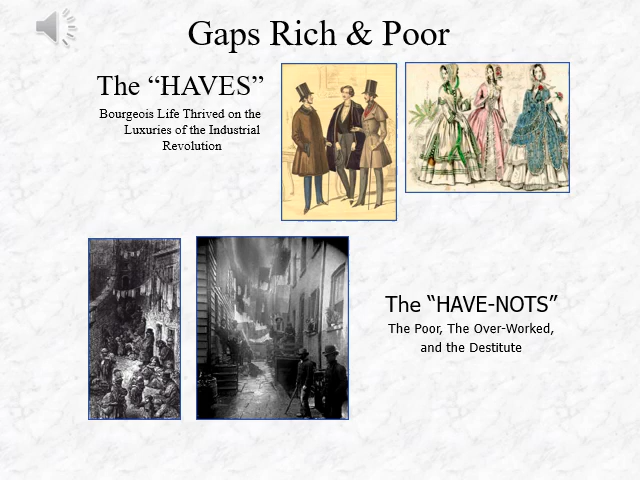 Gaps Rich & Poor
The “HAVES”
Bourgeois Life Thrived on the
Luxuries of the Industrial
Revolution
The “HAVE-NOTS”
The Poor, The Over-Worked,
and the Destitute